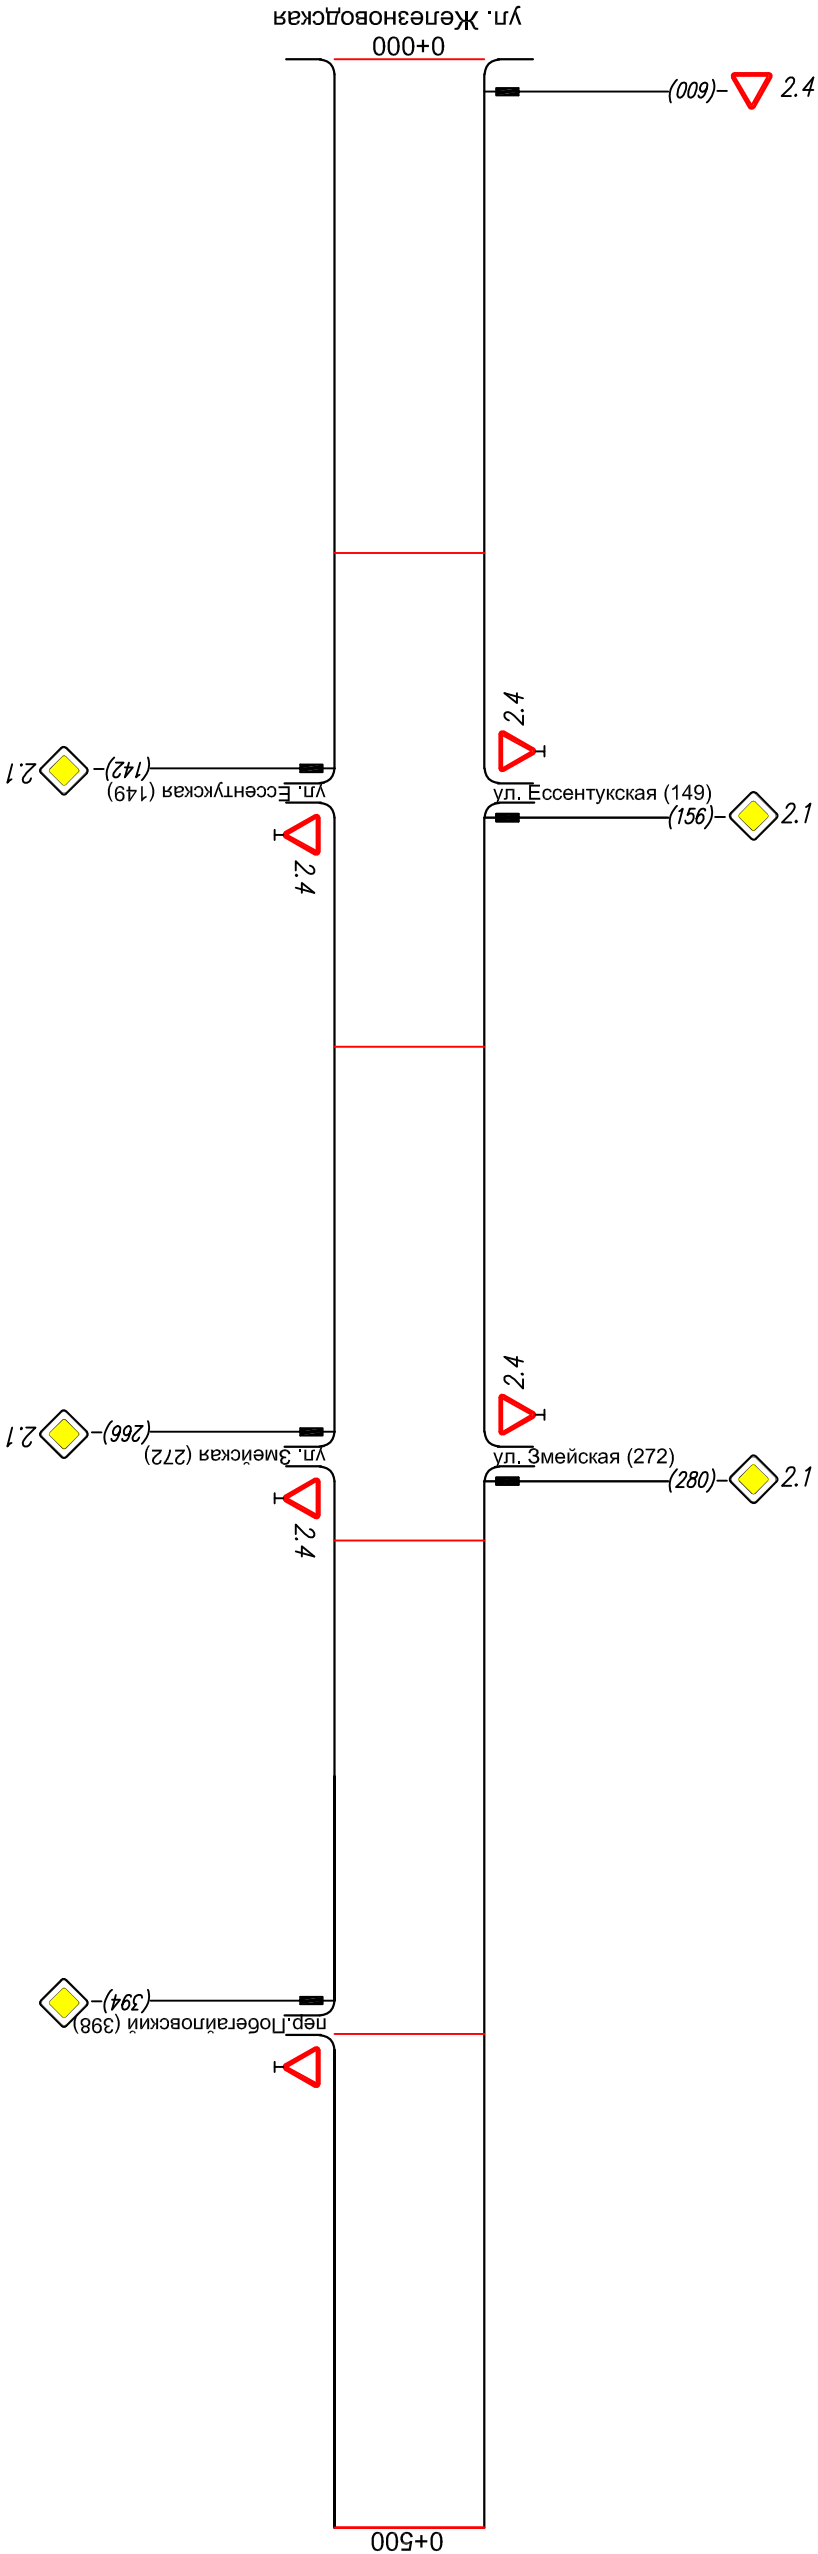 ул. Железноводская
0+000
(009) 2.4
2.4
2.1 (142)
ул. Ессентукская (149)
ул. Ессентукская (149)
(156) 2.1
2.4
2.4
2.1 (266)
ул. Змейская (272)
ул. Змейская (272)
(280) 2.1
2.4
(394)
пер.Побегайловский (398)
0+500